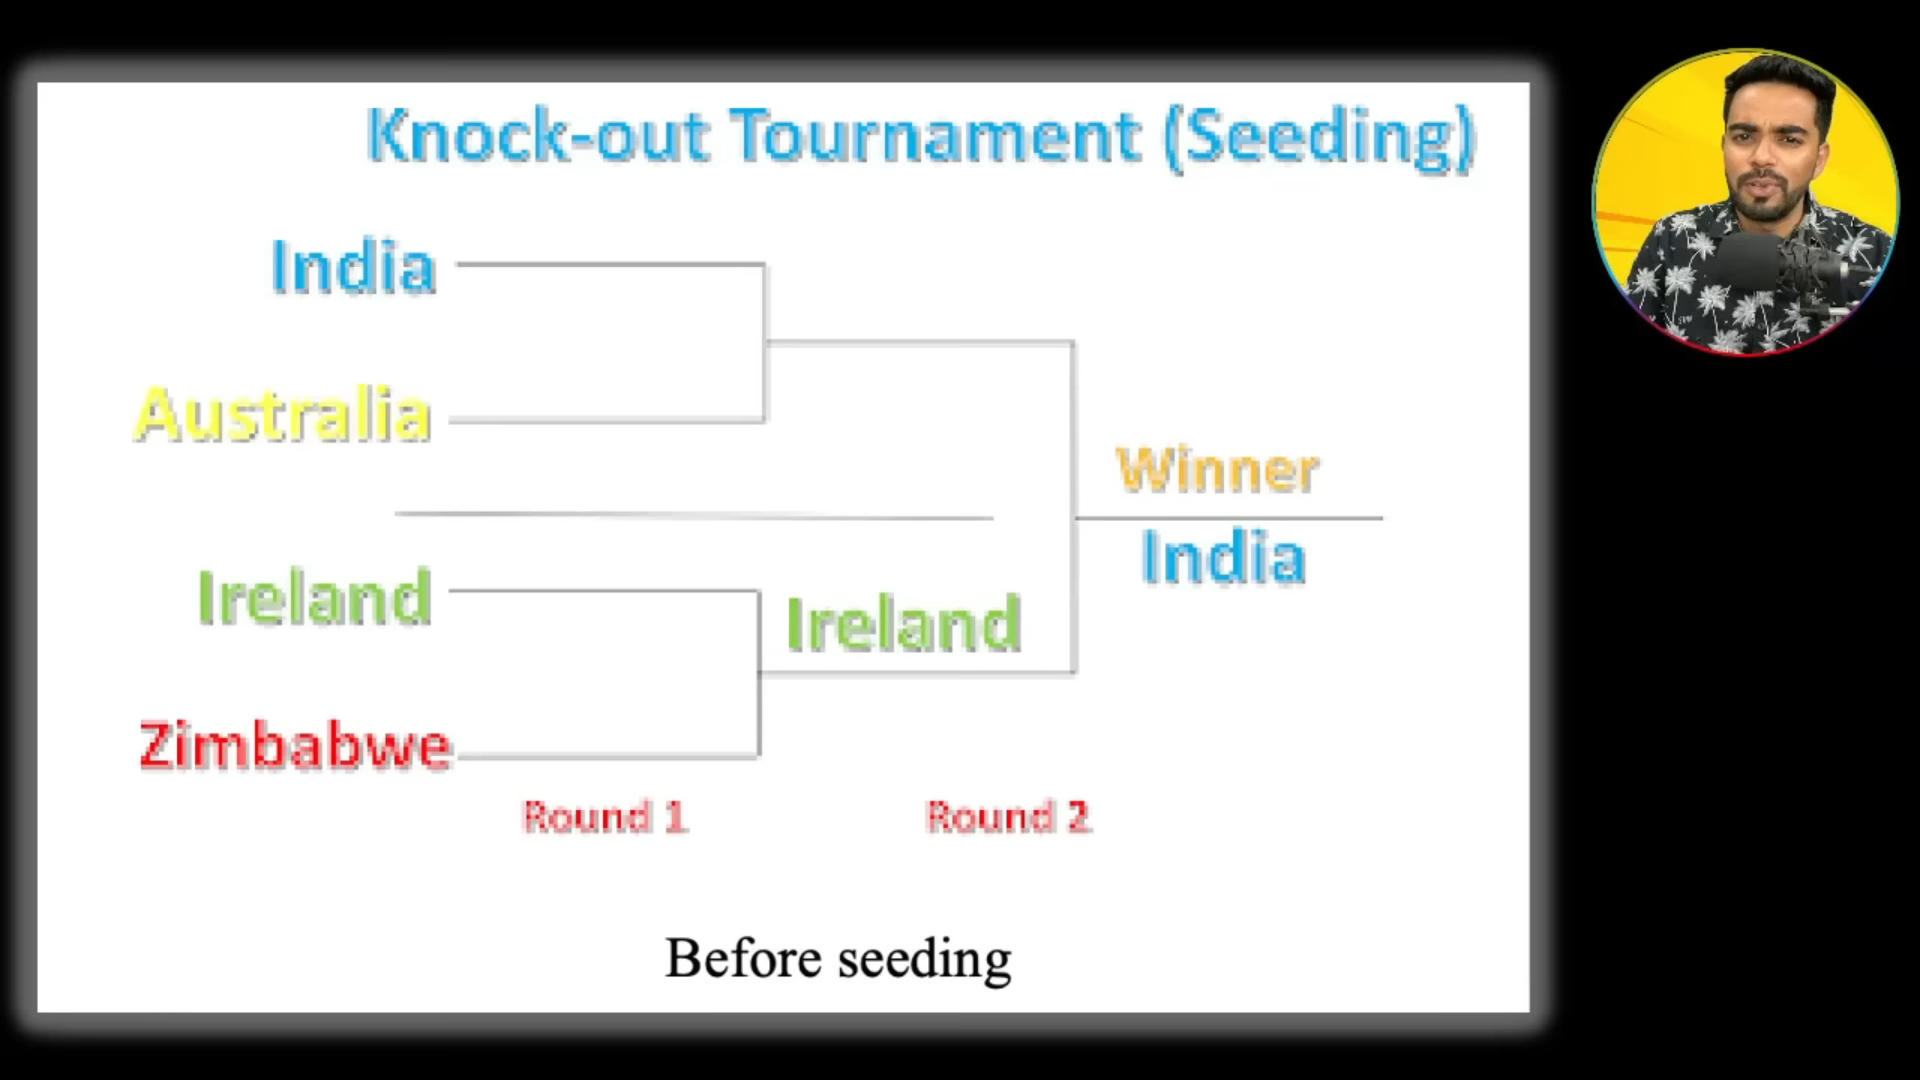 Knock-out Tournament (Seeding)
India
Australia
Winner
India
Ireland
Ireland
Zimbabwe
Round 1
Round 2
Before seeding